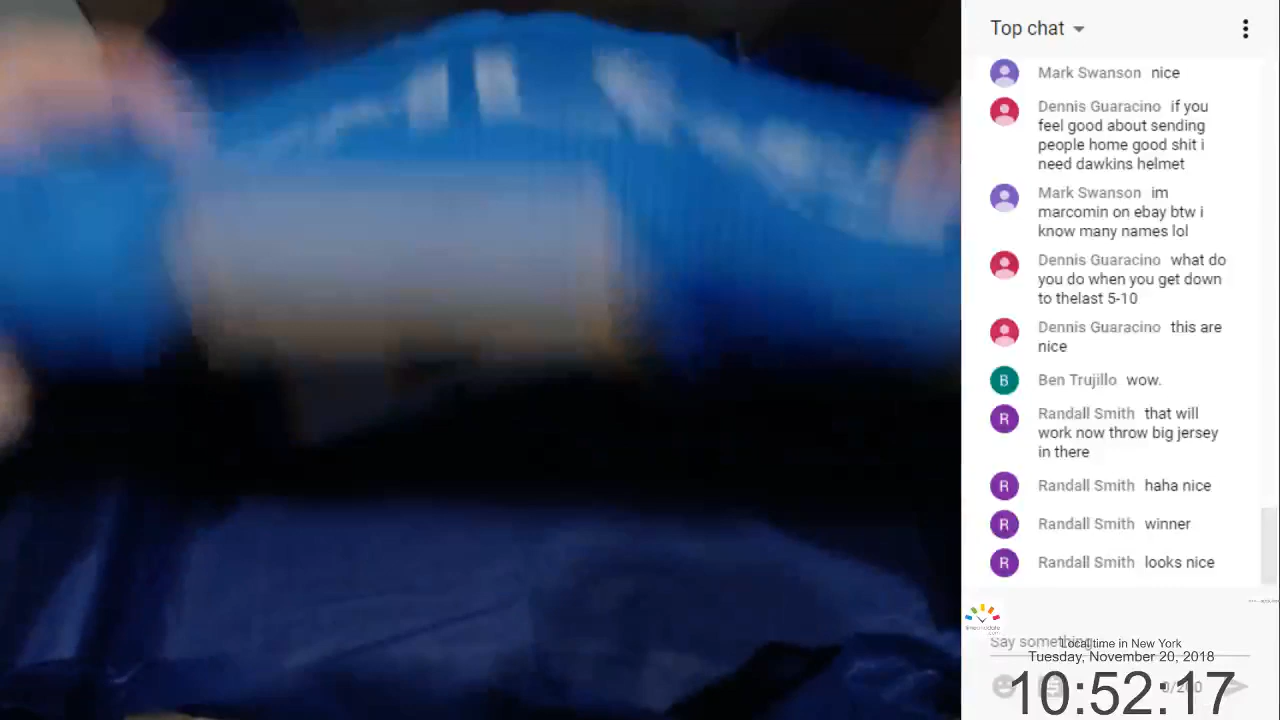 Top chat
Mark Swanson nice
Dennis Guaracino if you
feel good about sending
people home good shit i
need dawkins helmet
Mark Swanson im
marcomin on ebay btw i
know many names lol
Dennis Guaracino what do
you do when you get down
to thelast 5-10
Dennis Guaracino this are
nice
B Ben Trujillo wow.
R Randall Smith that will
work now throw big jersey
in there
R Randall Smith haha nice
R Randall Smith winner
R Randall Smith looks nice
Say something...
Local time in New York
Tuesday, November 20, 2018
10:52:17